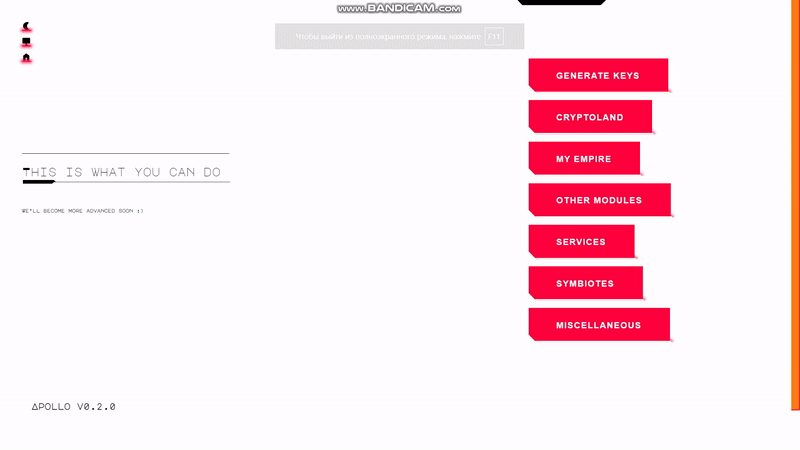 www.BANDICAM.com
Чтобы выйти из полноэкранного режима, нажмите F11
GENERATE KEYS
CRYPTOLAND
MY EMPIRE
THIS IS WHAT YOU CAN DO
OTHER MODULES
WE'LL BECOME MORE ADVANCED SOON :)
SERVICES
SYMBIOTES
MISCELLANEOUS
ΔPOLLO V0.2.0